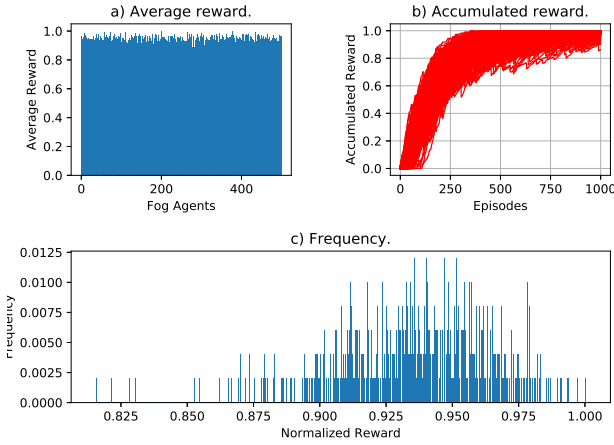 a) Average reward.
1.0
0.8
0.6
0.4
0.2
0.0
Average Reward
0 200 400
Fog Agents
b) Accumulated reward.
1.0
0.8
0.6
0.4
0.2
0.0
Accumulated Reward
0 250 500 750 1000
Episodes
c) Frequency.
0.0125
0.0100
0.0075
0.0050
0.0025
0.0000
Frequency
0.825 0.850 0.875 0.900 0.925 0.950 0.975 1.000
Normalized Reward